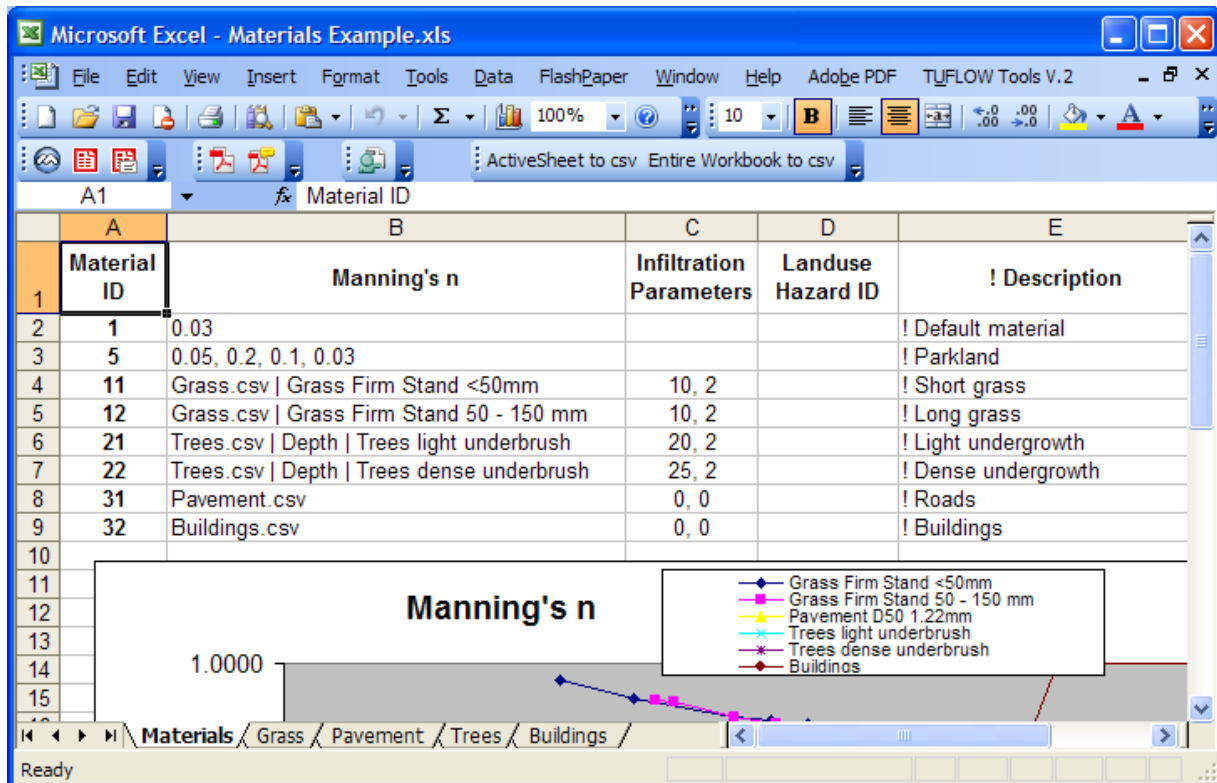 Microsoft Excel - Materials Example.xls
File Edit View Insert Format Tools Data FlashPaper Window Help Adobe PDF TUFLOW Tools V.2
Σ 100% 10 B A
ActiveSheet to csv Entire Workbook to csv
A1 fx Material ID
A B C D E
1 Material ID Manning's n Infiltration Parameters Landuse Hazard ID ! Description
2 1 0.03 ! Default material
3 5 0.05, 0.2, 0.1, 0.03 ! Parkland
4 11 Grass.csv | Grass Firm Stand <50mm 10, 2 ! Short grass
5 12 Grass.csv | Grass Firm Stand 50 - 150 mm 10, 2 ! Long grass
6 21 Trees.csv | Depth | Trees light underbrush 20, 2 ! Light undergrowth
7 22 Trees.csv | Depth | Trees dense underbrush 25, 2 ! Dense undergrowth
8 31 Pavement.csv 0, 0 ! Roads
9 32 Buildings.csv 0, 0 ! Buildings
10
11
12
13
14
15
Manning's n
Grass Firm Stand <50mm
Grass Firm Stand 50 - 150 mm
Pavement D50 1.22mm
Trees light underbrush
Trees dense underbrush
Buildings
1.0000
Materials Grass Pavement Trees Buildings
Ready